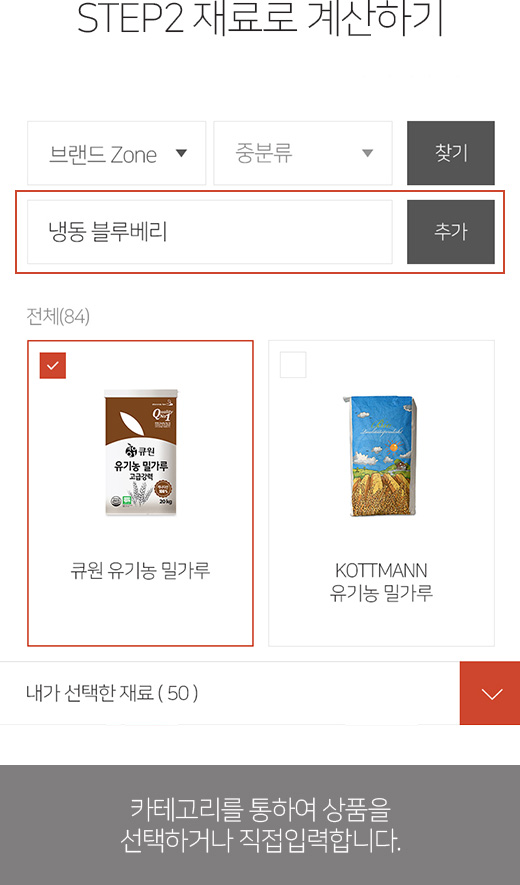 STEP2 재료로 계산하기
브랜드 Zone
중분류
찾기
냉동 블루베리
추가
전체(84)
Quality
No1
큐원
유기농 밀가루
고급강력
20kg
큐원 유기농 밀가루
KOTTMANN
유기농 밀가루
내가 선택한 재료 ( 50 )
카테고리를 통하여 상품을
선택하거나 직접입력합니다.